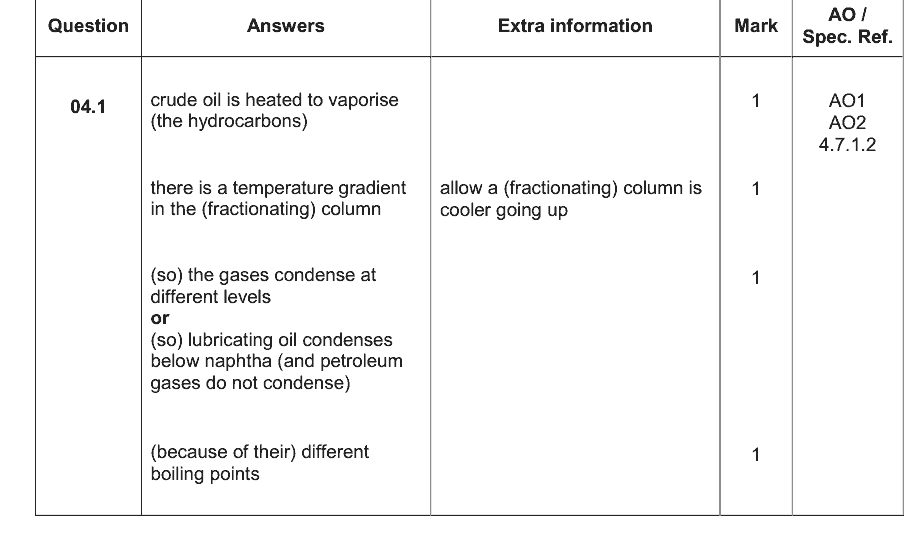 Question Answers Extra information Mark AO /
Spec. Ref.
04.1 crude oil is heated to vaporise 1 AO1
(the hydrocarbons) AO2
4.7.1.2
there is a temperature gradient allow a (fractionating) column is 1
in the (fractionating) column cooler going up
(so) the gases condense at 1
different levels
or
(so) lubricating oil condenses
below naphtha (and petroleum
gases do not condense)
(because of their) different 1
boiling points